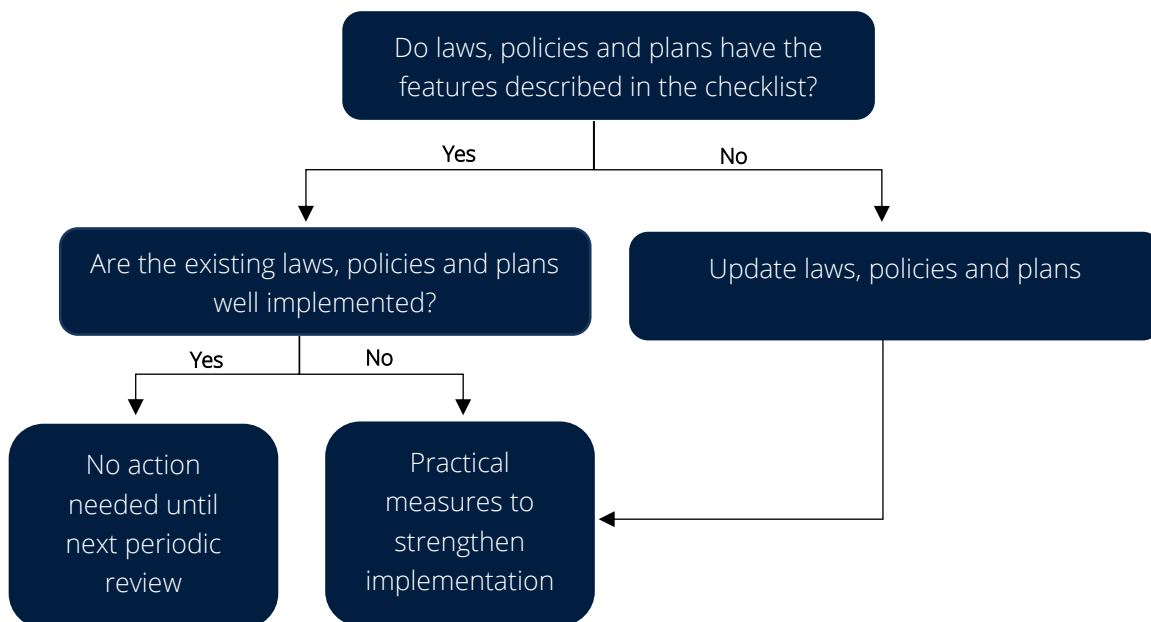 Do laws, policies and plans have the
features described in the checklist?
Yes
No
Are the existing laws, policies and plans
well implemented?
Update laws, policies and plans
Yes
No
No action
needed until
next periodic
review
Practical
measures to
strengthen
implementation